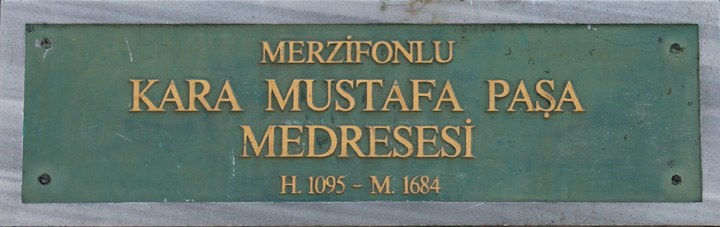 MERZİFONLU
KARA MUSTAFA PAŞA
MEDRESESİ
H. 1095 – M. 1684